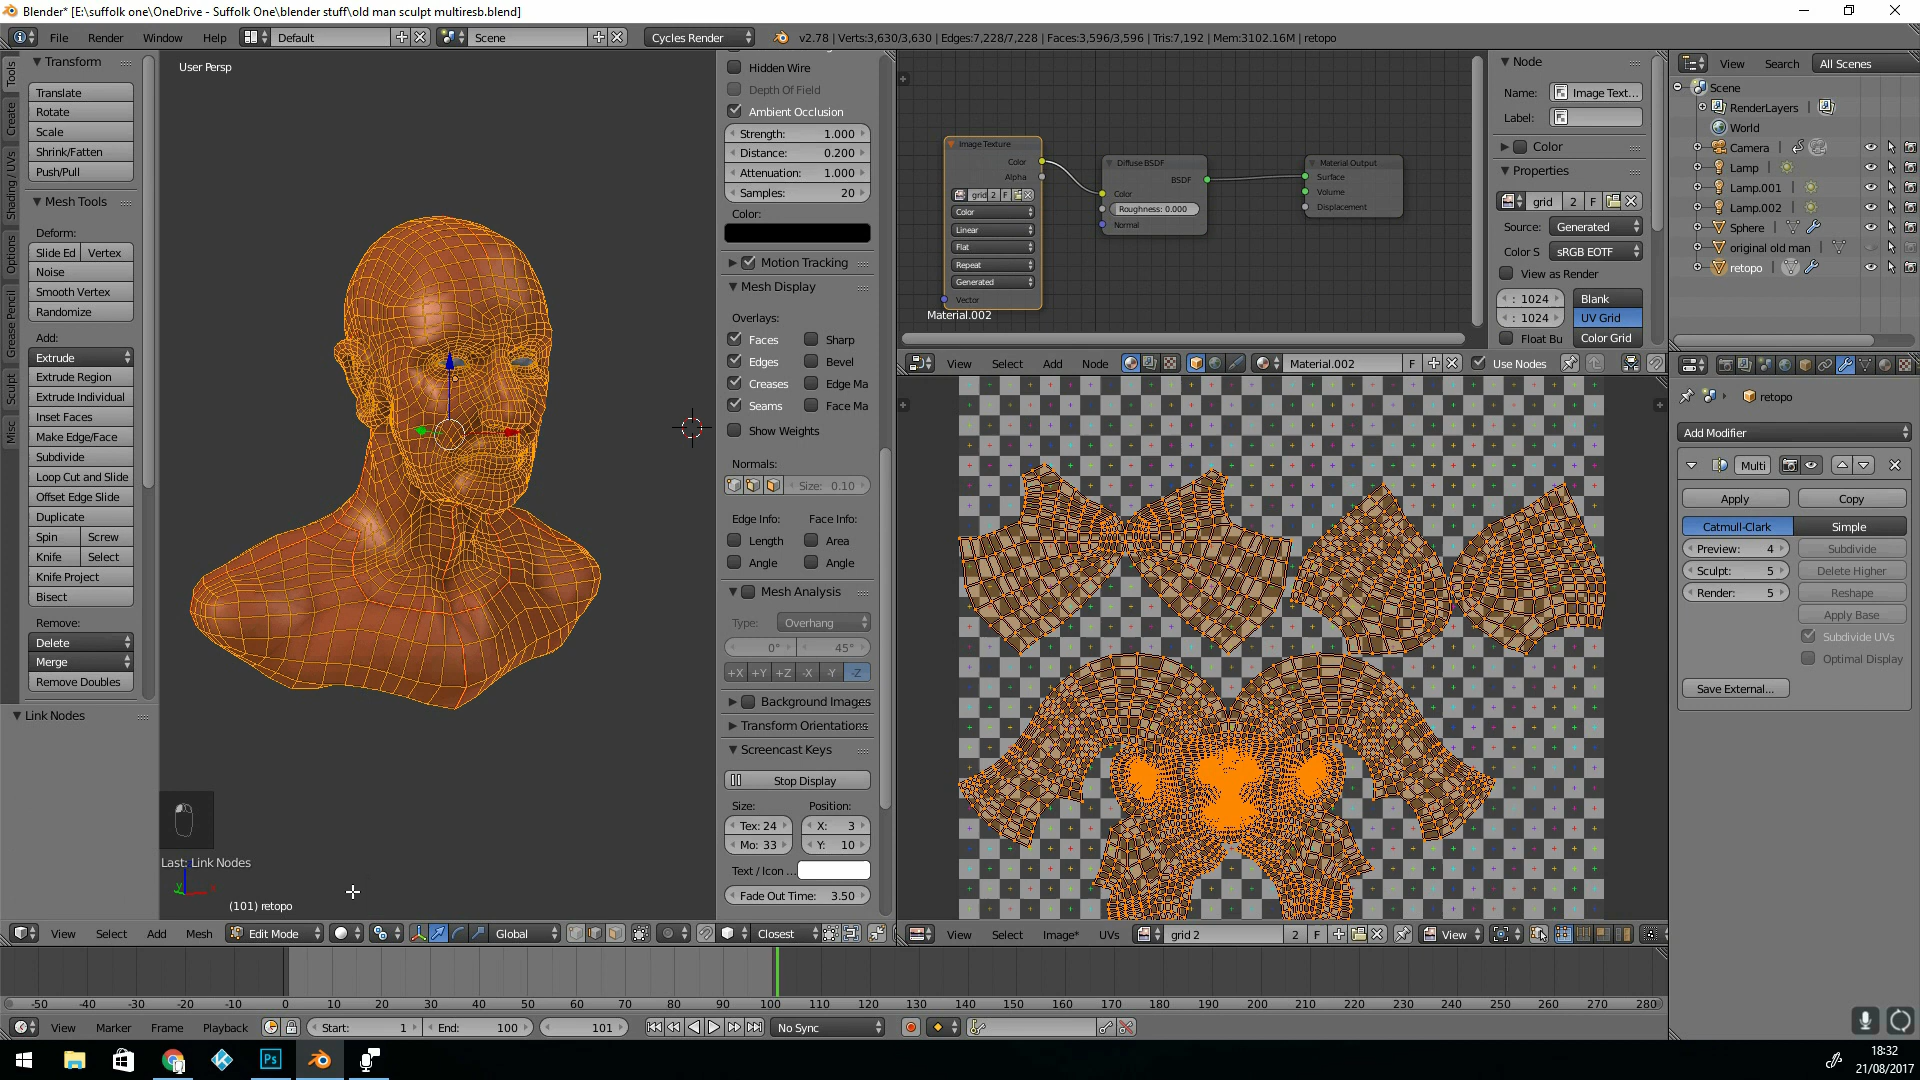 Blender* [E:\suffolk one\OneDrive - Suffolk One\blender stuff\old man sculpt multiresb.blend]
File Render Window Help Default Scene Cycles Render v2.78 | Verts:3,630/3,630 | Edges:7,228/7,228 | Faces:3,596/3,596 | Tris:7,192 | Mem:3102.16M | retopo
Tools
Create
Shading / UVs
Options
Grease Pencil
Sculpt
Misc
Transform
Translate
Rotate
Scale
Shrink/Fatten
Push/Pull
Mesh Tools
Deform:
Slide Ed Vertex
Noise
Smooth Vertex
Randomize
Add:
Extrude
Extrude Region
Extrude Individual
Inset Faces
Make Edge/Face
Subdivide
Loop Cut and Slide
Offset Edge Slide
Duplicate
Spin Screw
Knife Select
Knife Project
Bisect
Remove:
Delete
Merge
Remove Doubles
Link Nodes
User Persp
Last: Link Nodes
(101) retopo
Hidden Wire
Depth Of Field
Ambient Occlusion
Strength: 1.000
Distance: 0.200
Attenuation: 1.000
Samples: 20
Color:
Motion Tracking
Mesh Display
Overlays:
Faces Sharp
Edges Bevel
Creases Edge Ma
Seams Face Ma
Show Weights
Normals:
Size: 0.10
Edge Info: Face Info:
Length Area
Angle Angle
Mesh Analysis
Type: Overhang
0° 45°
+X +Y +Z -X -Y -Z
Background Images
Transform Orientations
Screencast Keys
Stop Display
Size: Position:
Tex: 24 X: 3
Mo: 33 Y: 10
Text / Icon ...
Fade Out Time: 3.50
View Select Add Mesh Edit Mode Global Closest
Image Texture
Color
Alpha
grid 2 F
Color
Linear
Flat
Repeat
Generated
Vector
Diffuse BSDF
BSDF
Color
Roughness: 0.000
Normal
Material Output
Surface
Volume
Displacement
Material.002
Node
Name: Image Text...
Label:
Color
Properties
grid 2 F
Source: Generated
Color S sRGB EOTF
View as Render
: 1024 Blank
: 1024 UV Grid
Float Bu Color Grid
View Select Add Node Material.002 F Use Nodes
View Select Image* UVs grid 2 2 F View
View Search All Scenes
Scene
RenderLayers
World
Camera
Lamp
Lamp.001
Lamp.002
Sphere
original old man
retopo
retopo
Add Modifier
Multi
Apply Copy
Catmull-Clark Simple
Preview: 4 Subdivide
Sculpt: 5 Delete Higher
Render: 5 Reshape
Apply Base
Subdivide UVs
Optimal Display
Save External...
-50 -40 -30 -20 -10 0 10 20 30 40 50 60 70 80 90 100 110 120 130 140 150 160 170 180 190 200 210 220 230 240 250 260 270 280
View Marker Frame Playback Start: 1 End: 100 101 No Sync
Ps
18:32
21/08/2017